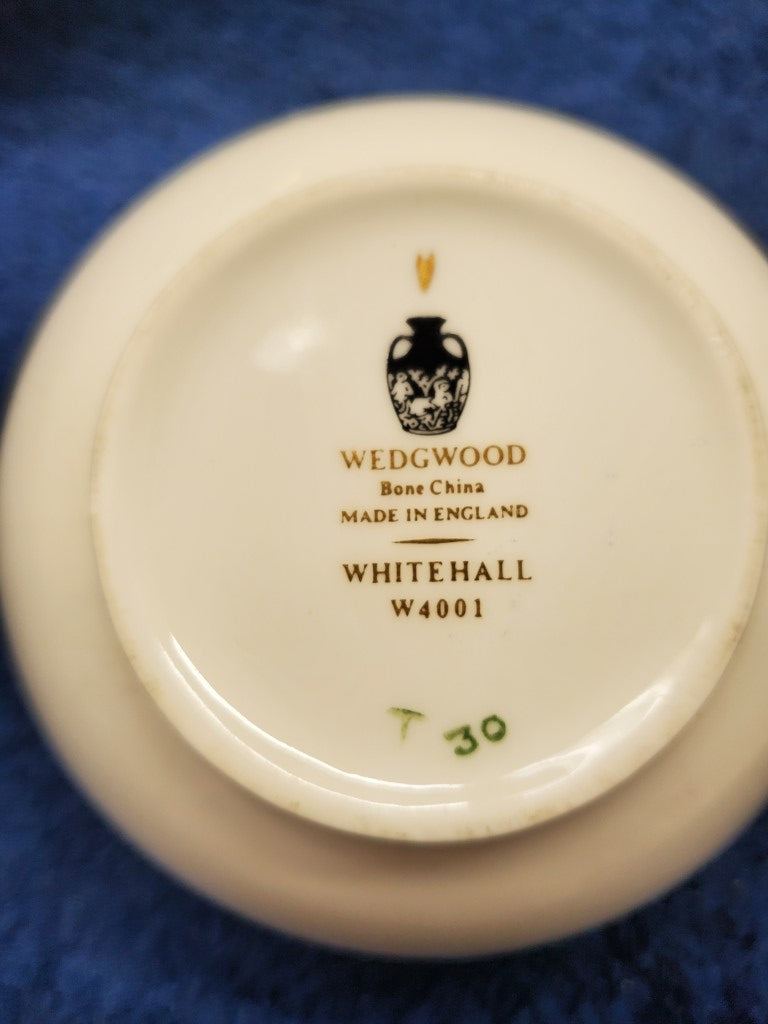 WEDGWOOD
Bone China
MADE IN ENGLAND
WHITEHALL
W4001
T 30